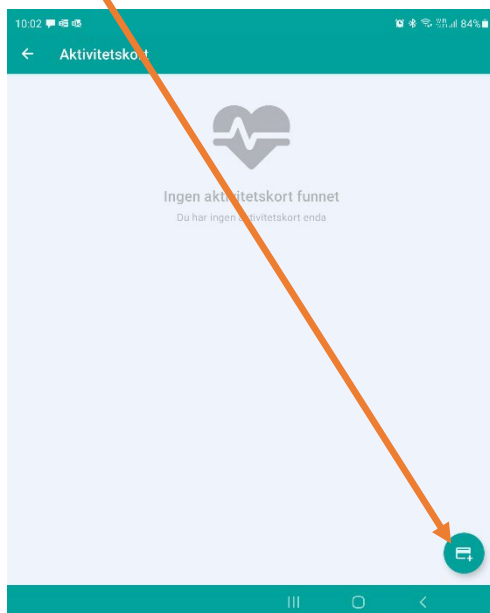 10:02
84%
Aktivitetskort
Ingen aktivitetskort funnet
Du har ingen aktivitetskort enda